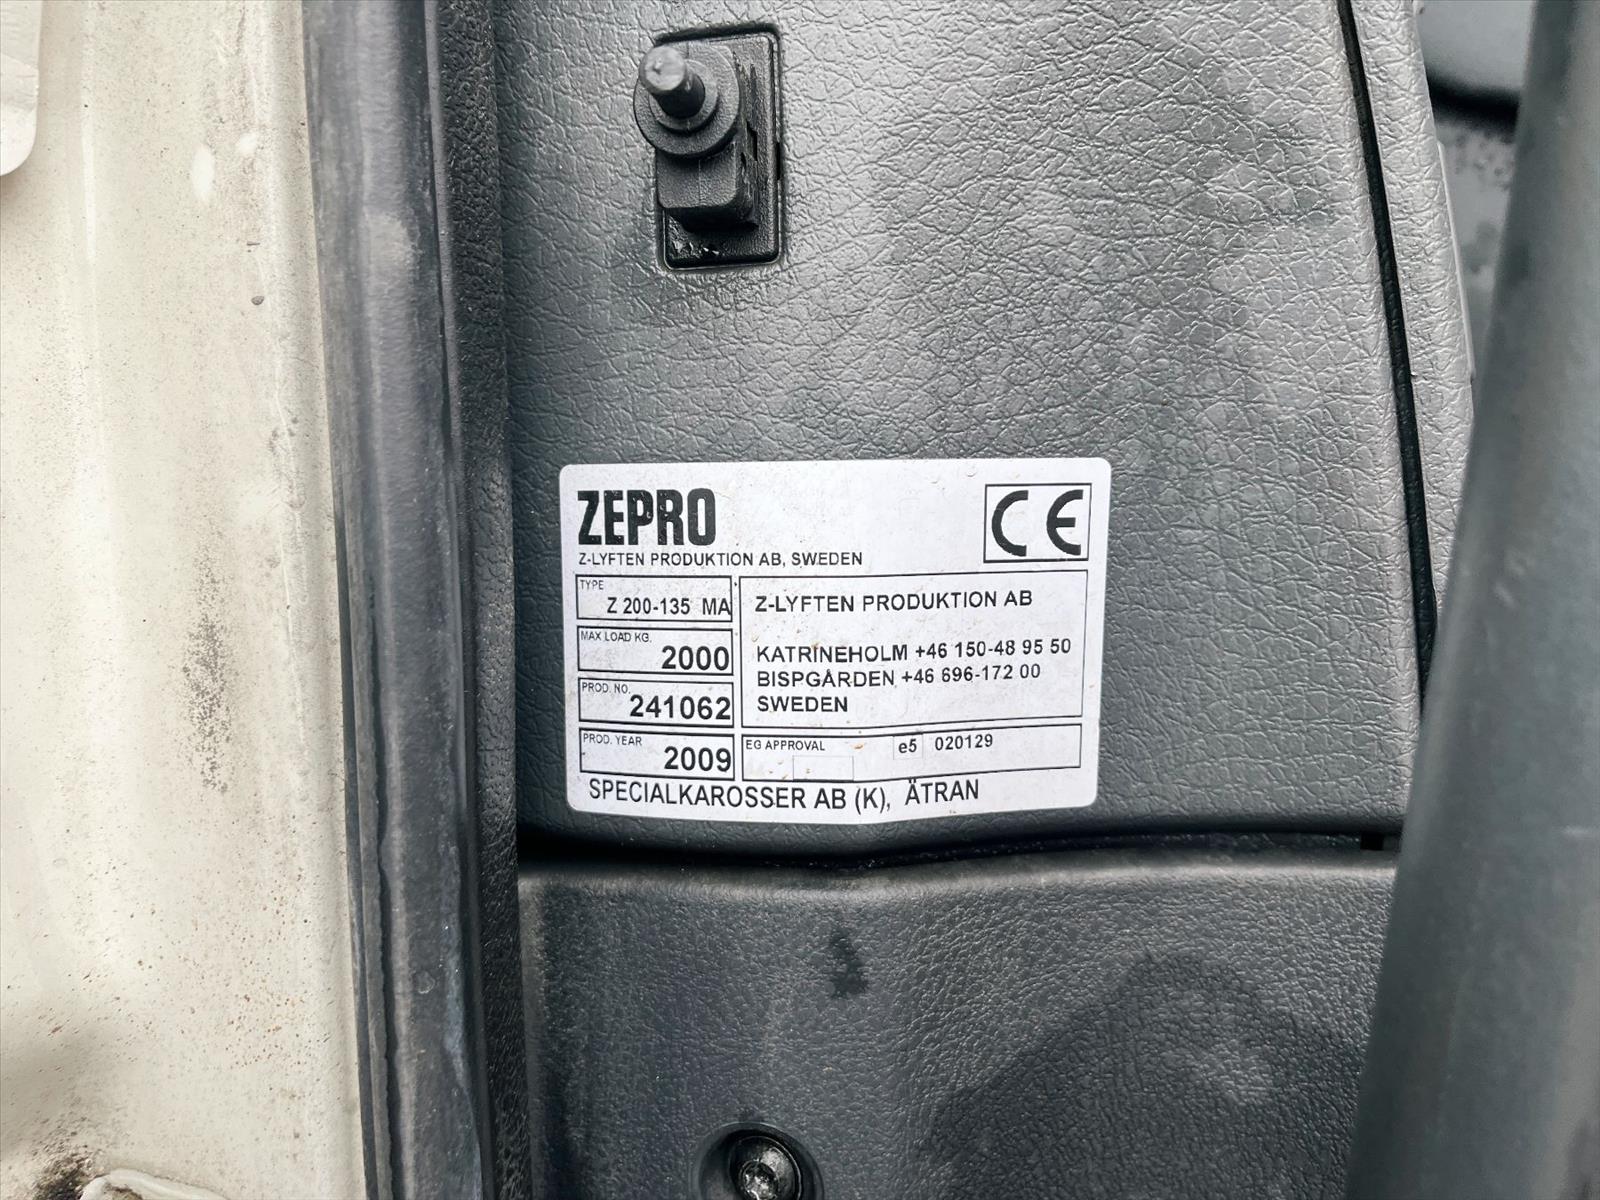 ZEPRO
CE
Z-LYFTEN PRODUKTION AB, SWEDEN
TYPE
Z 200-135 MA
MAX LOAD KG.
2000
PROD. NO.
241062
PROD. YEAR
2009
Z-LYFTEN PRODUKTION AB
KATRINEHOLM +46 150-48 95 50
BISPGÅRDEN +46 696-172 00
SWEDEN
EG APPROVAL e5 020129
SPECIALKAROSSER AB (K), ÄTRAN